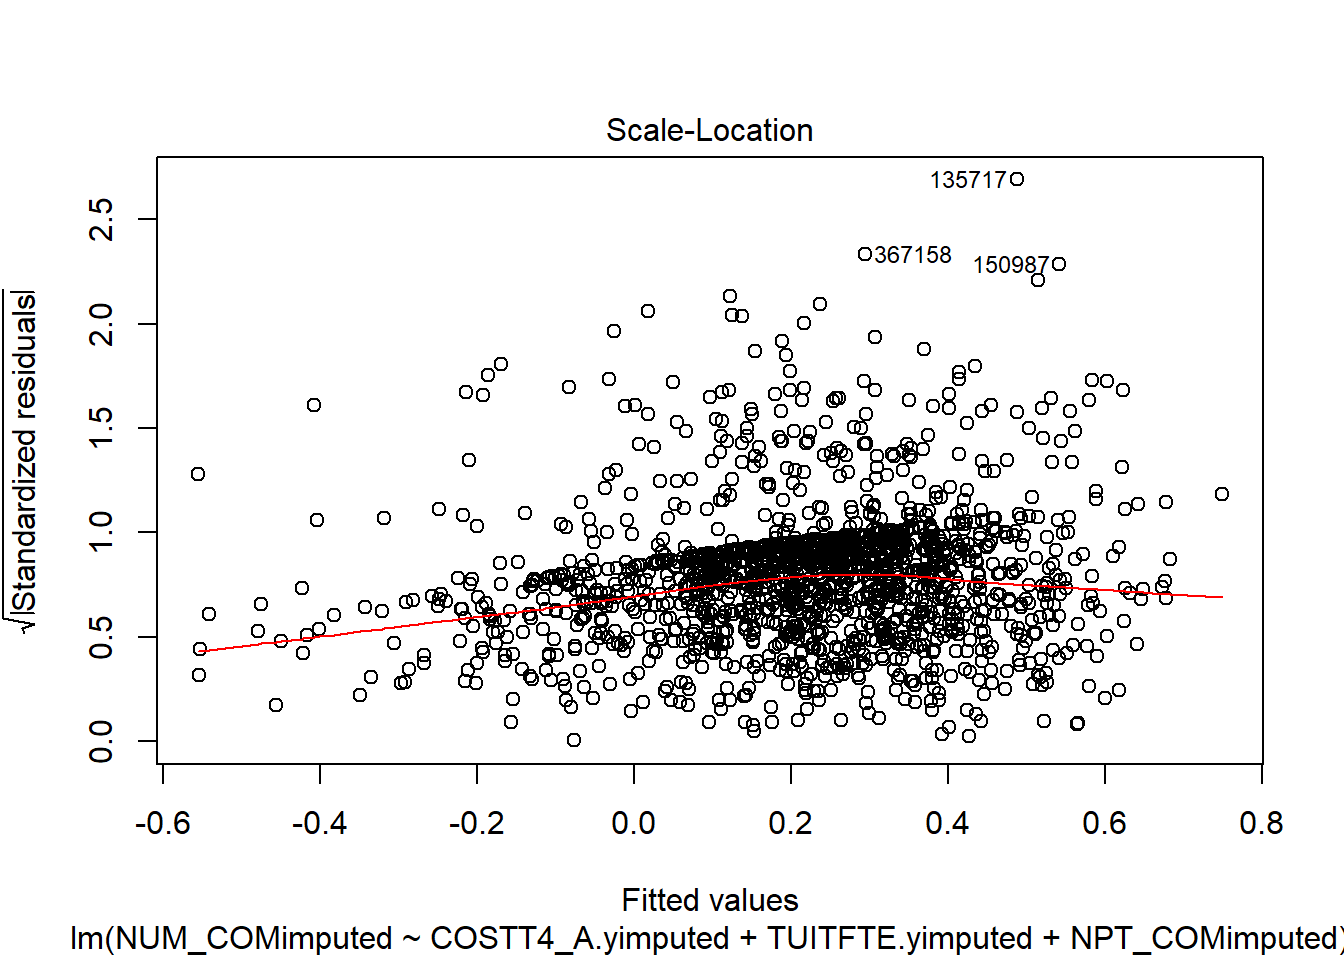 Scale-Location
135717
367158
150987
√|Standardized residuals|
2.5
2.0
1.5
1.0
0.5
0.0
-0.6 -0.4 -0.2 0.0 0.2 0.4 0.6 0.8
Fitted values
lm(NUM_COMimputed ~ COSTT4_A.yimputed + TUITFTE.yimputed + NPT_COMimputed)